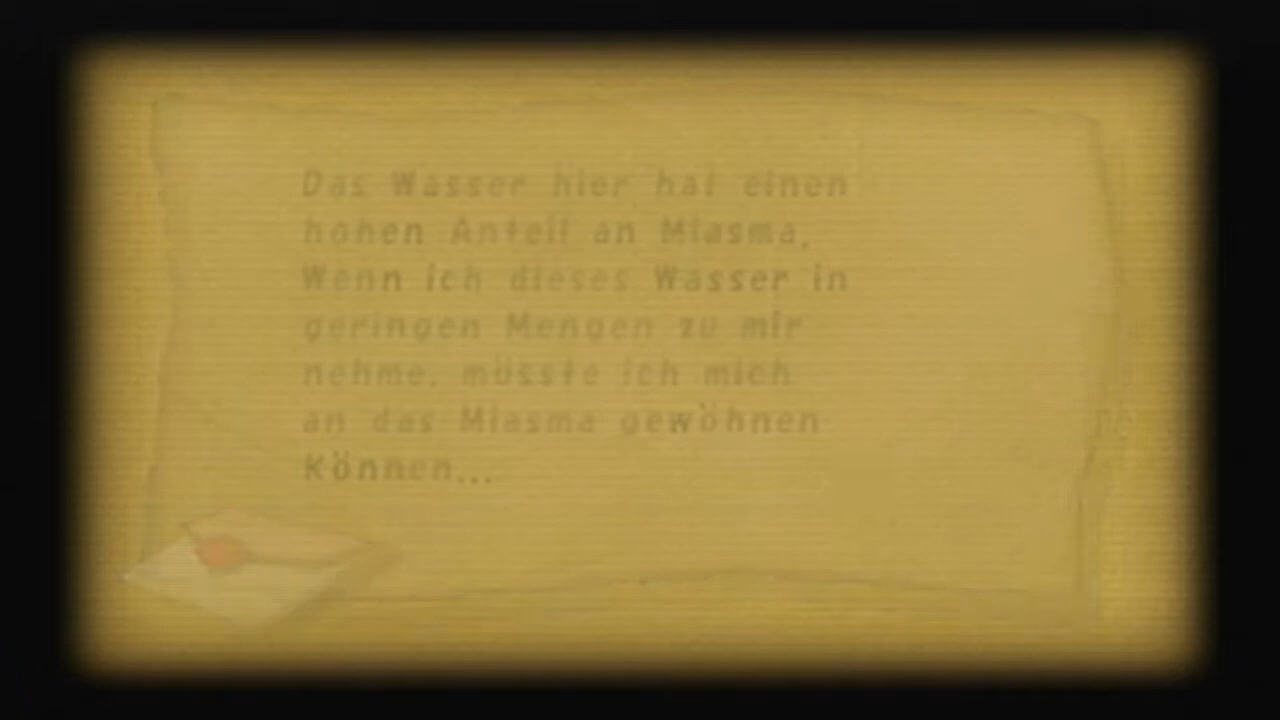 Das Wasser hier hat einen
hohen Anteil an Miasma.
Wenn ich dieses Wasser in
geringen Mengen zu mir
nehme, müsste ich mich
an das Miasma gewöhnen
Können...